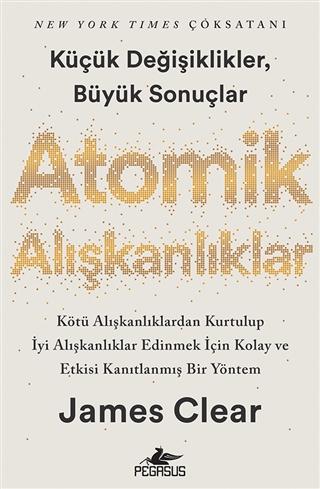 NEW YORK TIMES ÇOKSATANI
Küçük Değişiklikler,
Büyük Sonuçlar
Atomik
Alışkanlıklar
Kötü Alışkanlıklardan Kurtulup
İyi Alışkanlıklar Edinmek İçin Kolay ve
Etkisi Kanıtlanmış Bir Yöntem
James Clear
PEGASUS